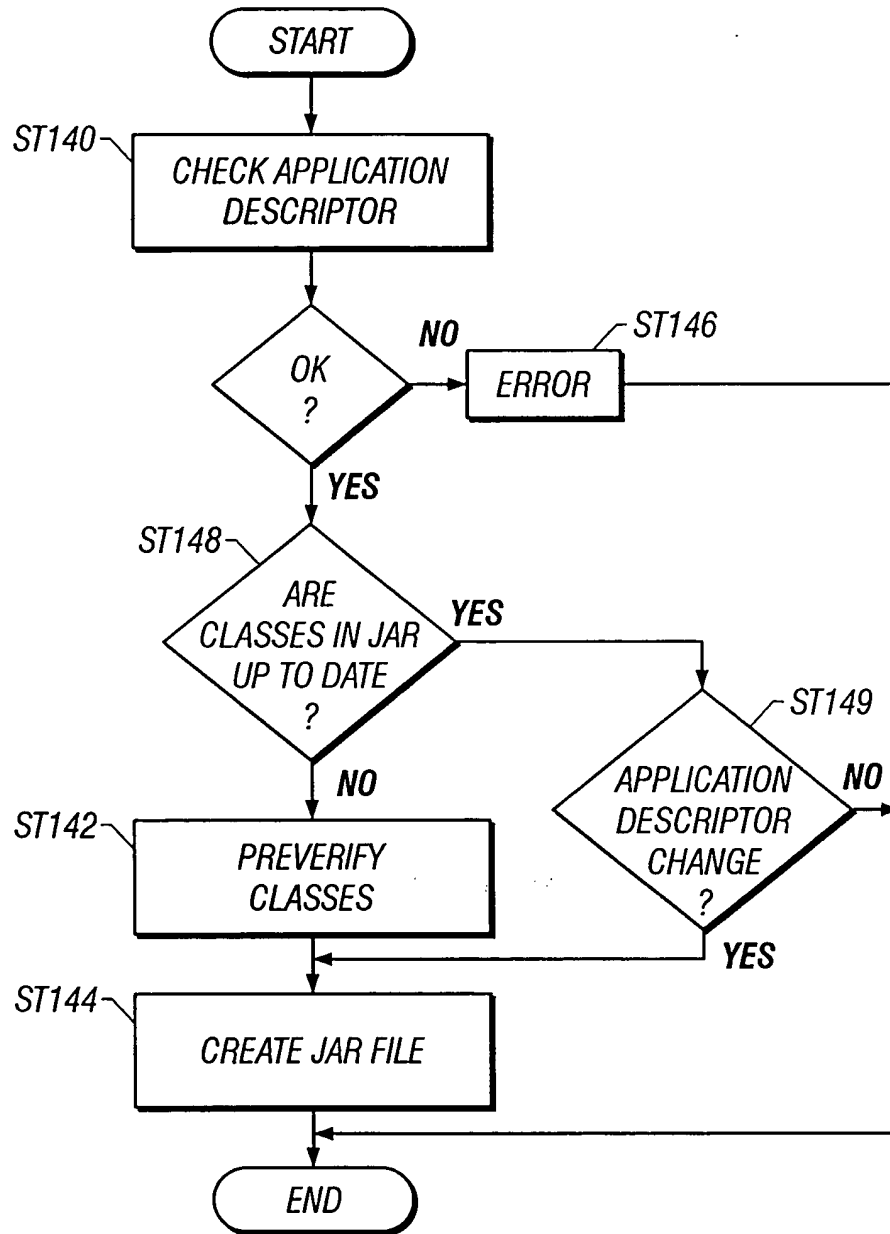 START
ST140
CHECK APPLICATION
DESCRIPTOR
OK
?
NO
ST146
ERROR
YES
ST148
ARE
CLASSES IN JAR
UP TO DATE
?
YES
ST149
APPLICATION
DESCRIPTOR
CHANGE
?
NO
NO
ST142
PREVERIFY
CLASSES
YES
ST144
CREATE JAR FILE
END